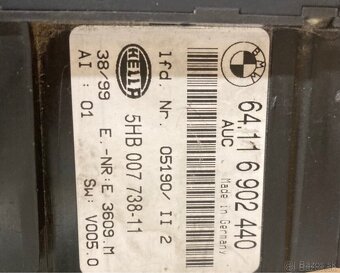 BMW
64.11 6 902 440
AUC Made in Germany
lfd. Nr. 05190/ II 2
HELLA
5HB 007 738-11
38/99 E.-NR:E 3609.M
AI : 01 Sw: V005.0
Bazos.sk